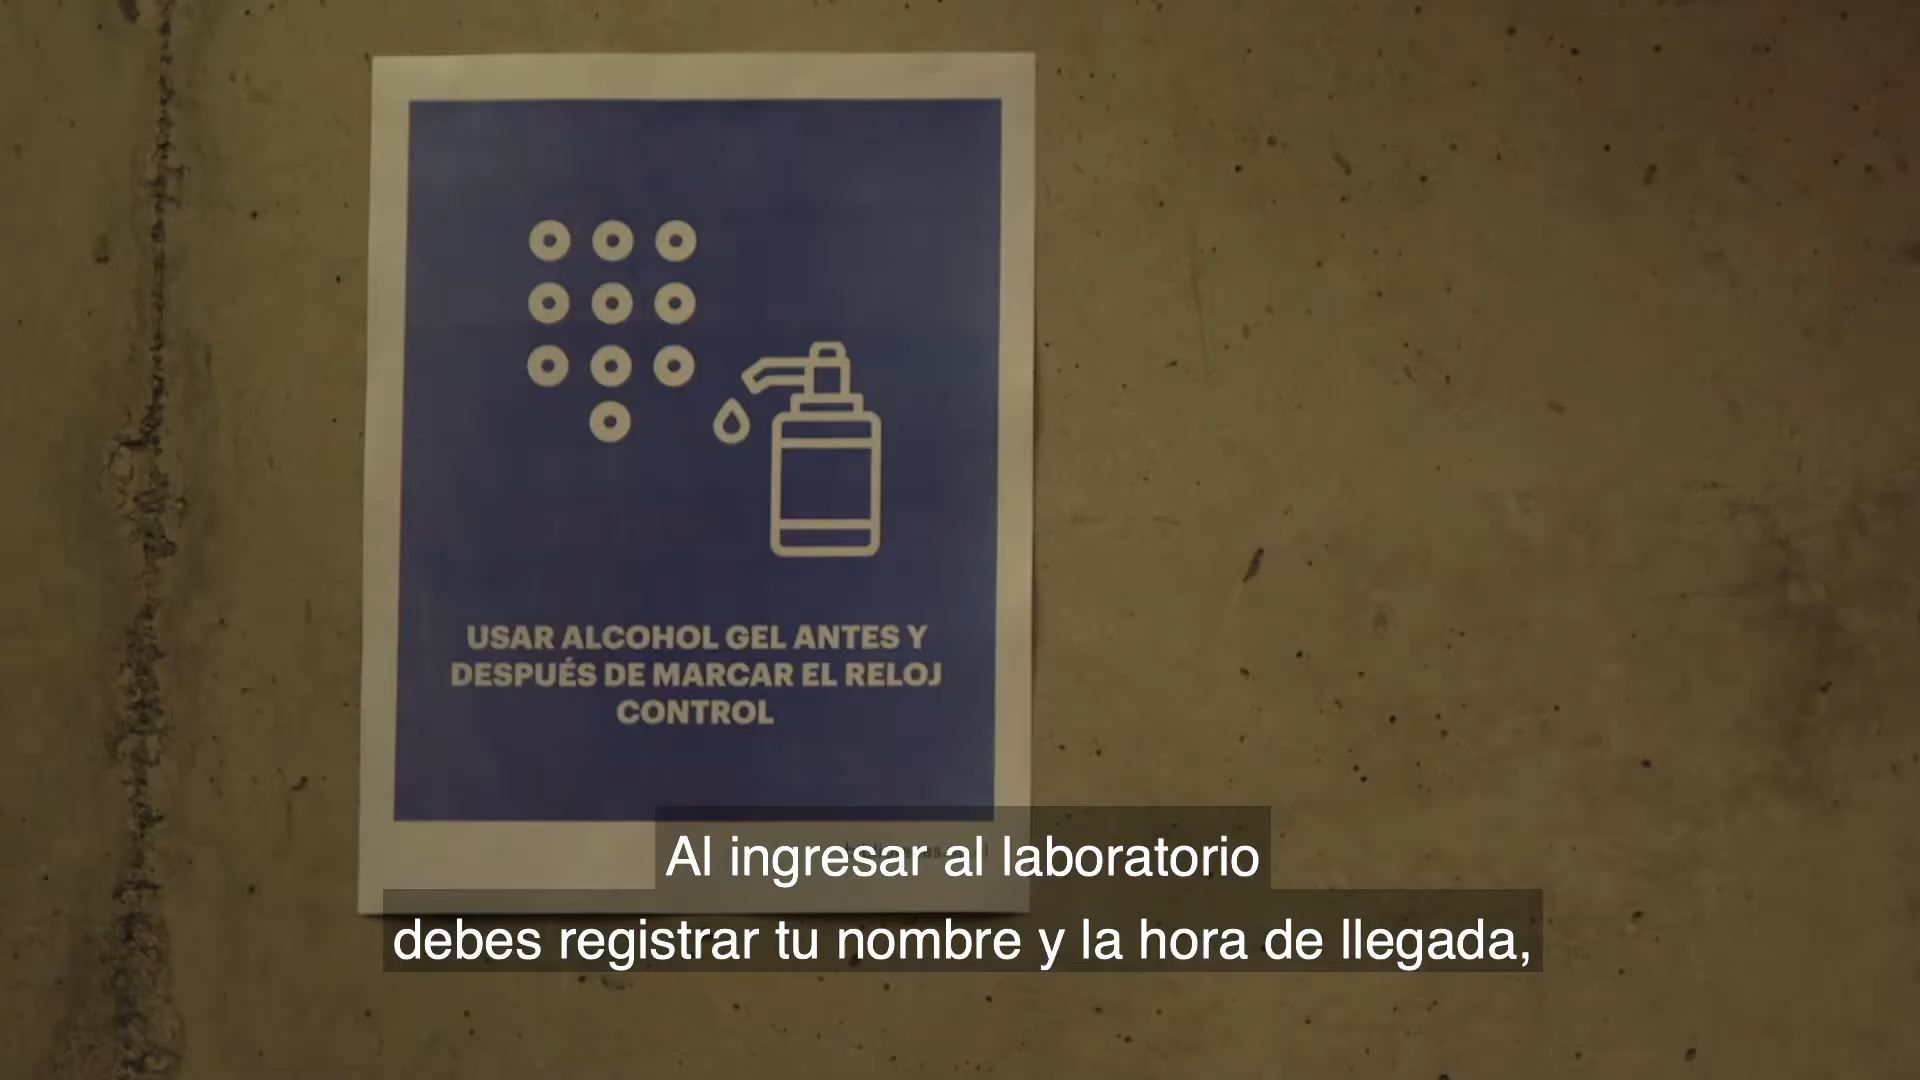 USAR ALCOHOL GEL ANTES Y
DESPUÉS DE MARCAR EL RELOJ
CONTROL
Al ingresar al laboratorio
debes registrar tu nombre y la hora de llegada,